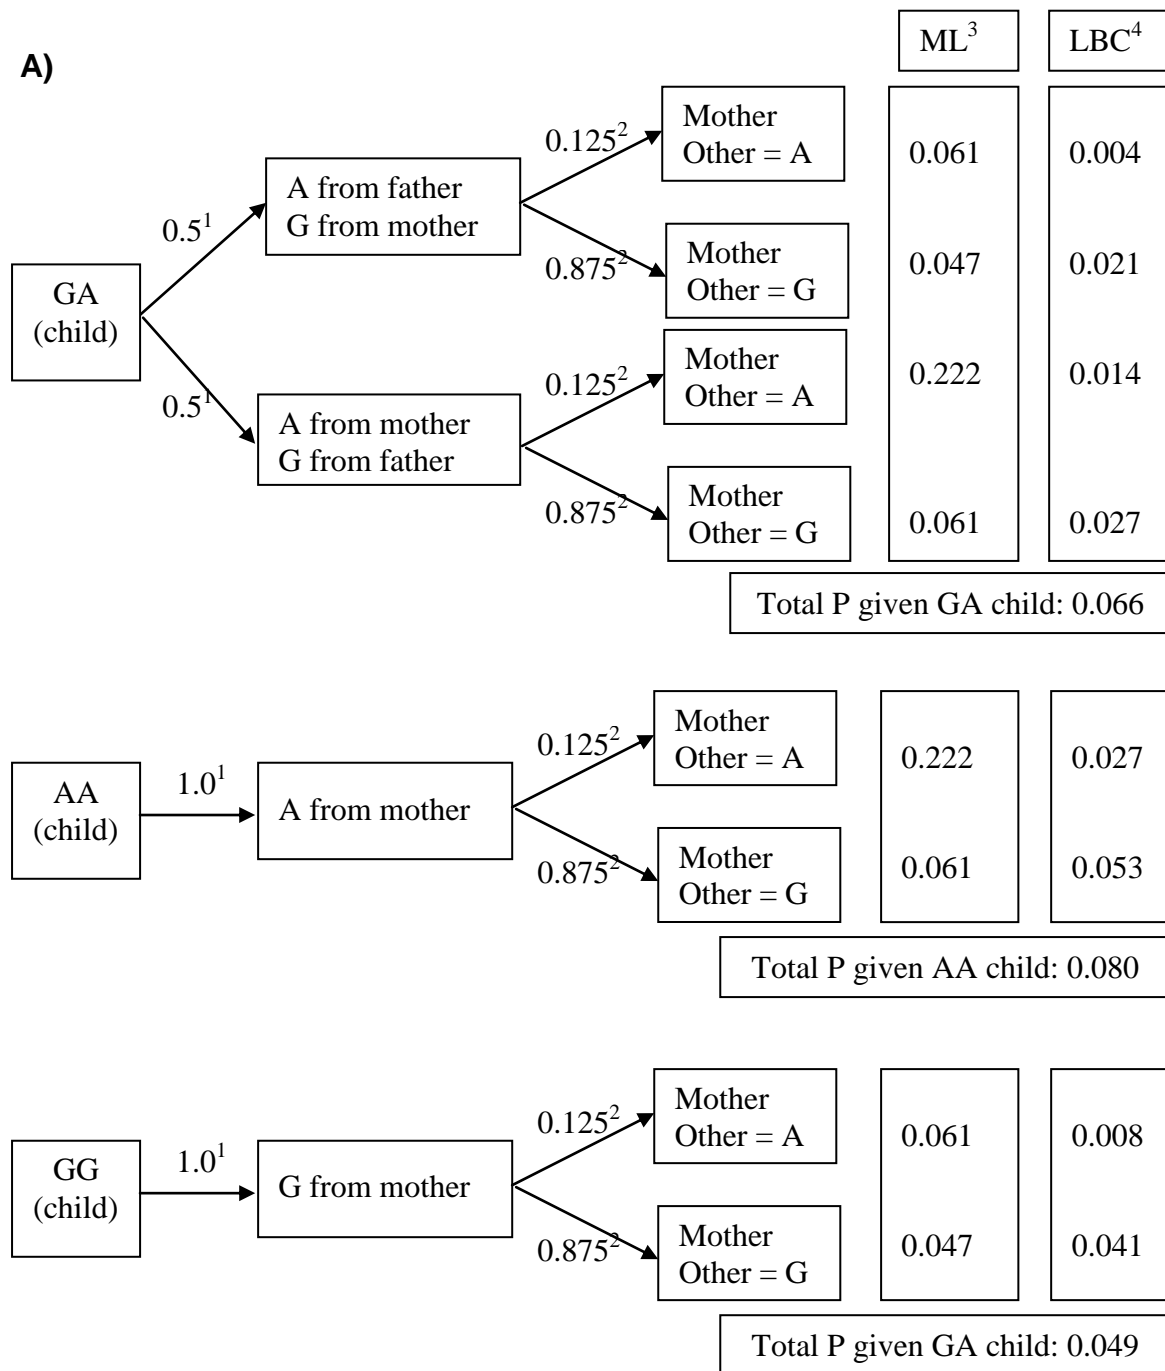 A)
ML³ LBC⁴
GA
(child)
0.5¹
A from father
G from mother
0.125²
Mother
Other = A
0.061 0.004
0.875²
Mother
Other = G
0.047 0.021
0.5¹
A from mother
G from father
0.125²
Mother
Other = A
0.222 0.014
0.875²
Mother
Other = G
0.061 0.027
Total P given GA child: 0.066
AA
(child)
1.0¹
A from mother
0.125²
Mother
Other = A
0.222 0.027
0.875²
Mother
Other = G
0.061 0.053
Total P given AA child: 0.080
GG
(child)
1.0¹
G from mother
0.125²
Mother
Other = A
0.061 0.008
0.875²
Mother
Other = G
0.047 0.041
Total P given GA child: 0.049